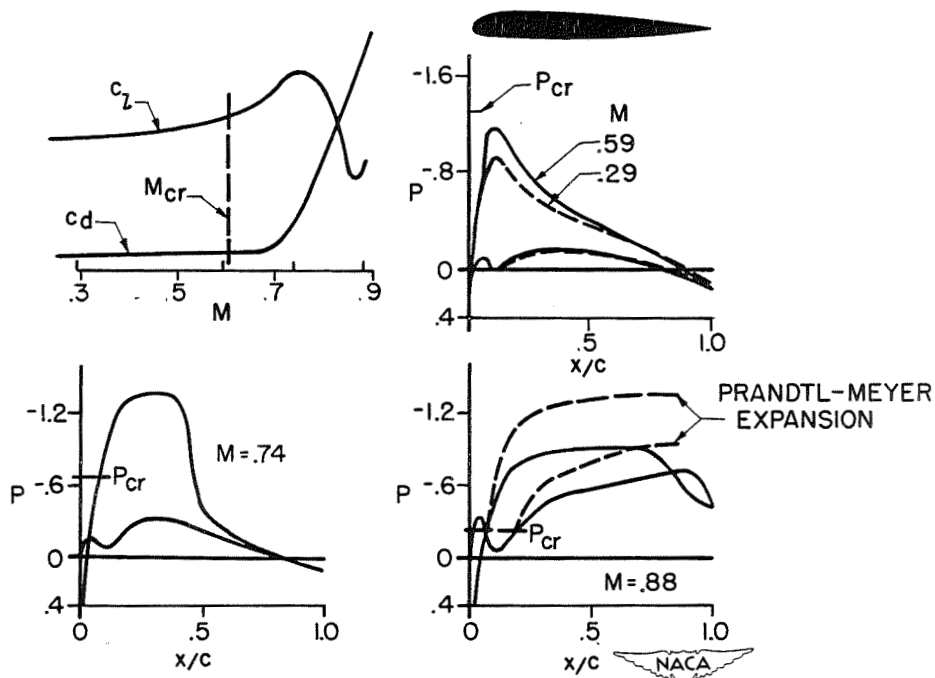 c_l
M_cr
c_d
.3 .5 .7 .9
M
-1.6
-.8
0
.4
P
P_cr
M
.59
.29
.5 1.0
x/c
-1.2
-.6
0
.4
P
P_cr
M=.74
0 .5 1.0
x/c
-1.2
-.6
0
.4
P
PRANDTL-MEYER
EXPANSION
P_cr
M=.88
0 .5 1.0
x/c
NACA